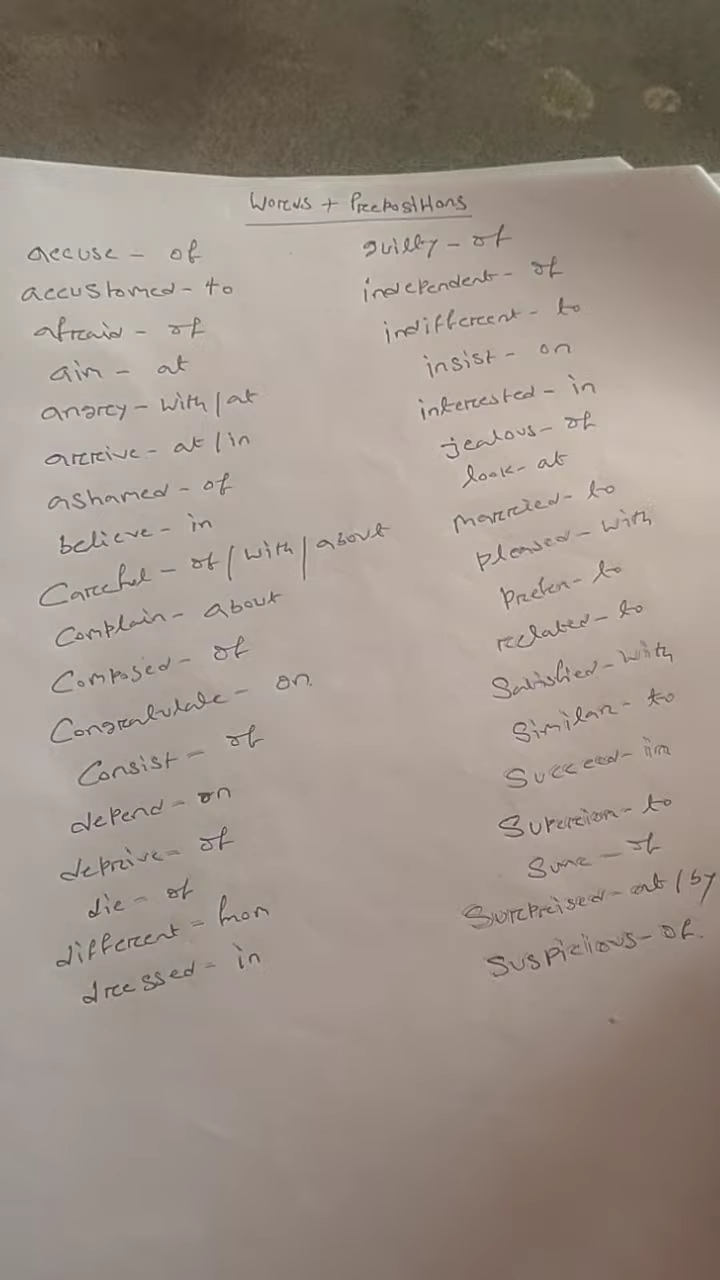 Words + Prepositions
accuse - of
accustomed - to
afraid - of
aim - at
angry - with/at
arrive - at/in
ashamed - of
believe - in
Careful - of/with/about
Complain - about
Composed - of
Congratulate - on
Consist - of
depend - on
deprive - of
die - of
different - from
dressed - in
guilty - of
independent - of
indifferent - to
insist - on
interested - in
jealous - of
look - at
married - to
pleased - with
Prefer - to
related - to
Satisfied - with
Similar - to
Succeed - in
Superior - to
Sure - of
Surprised - at/by
Suspicious - of